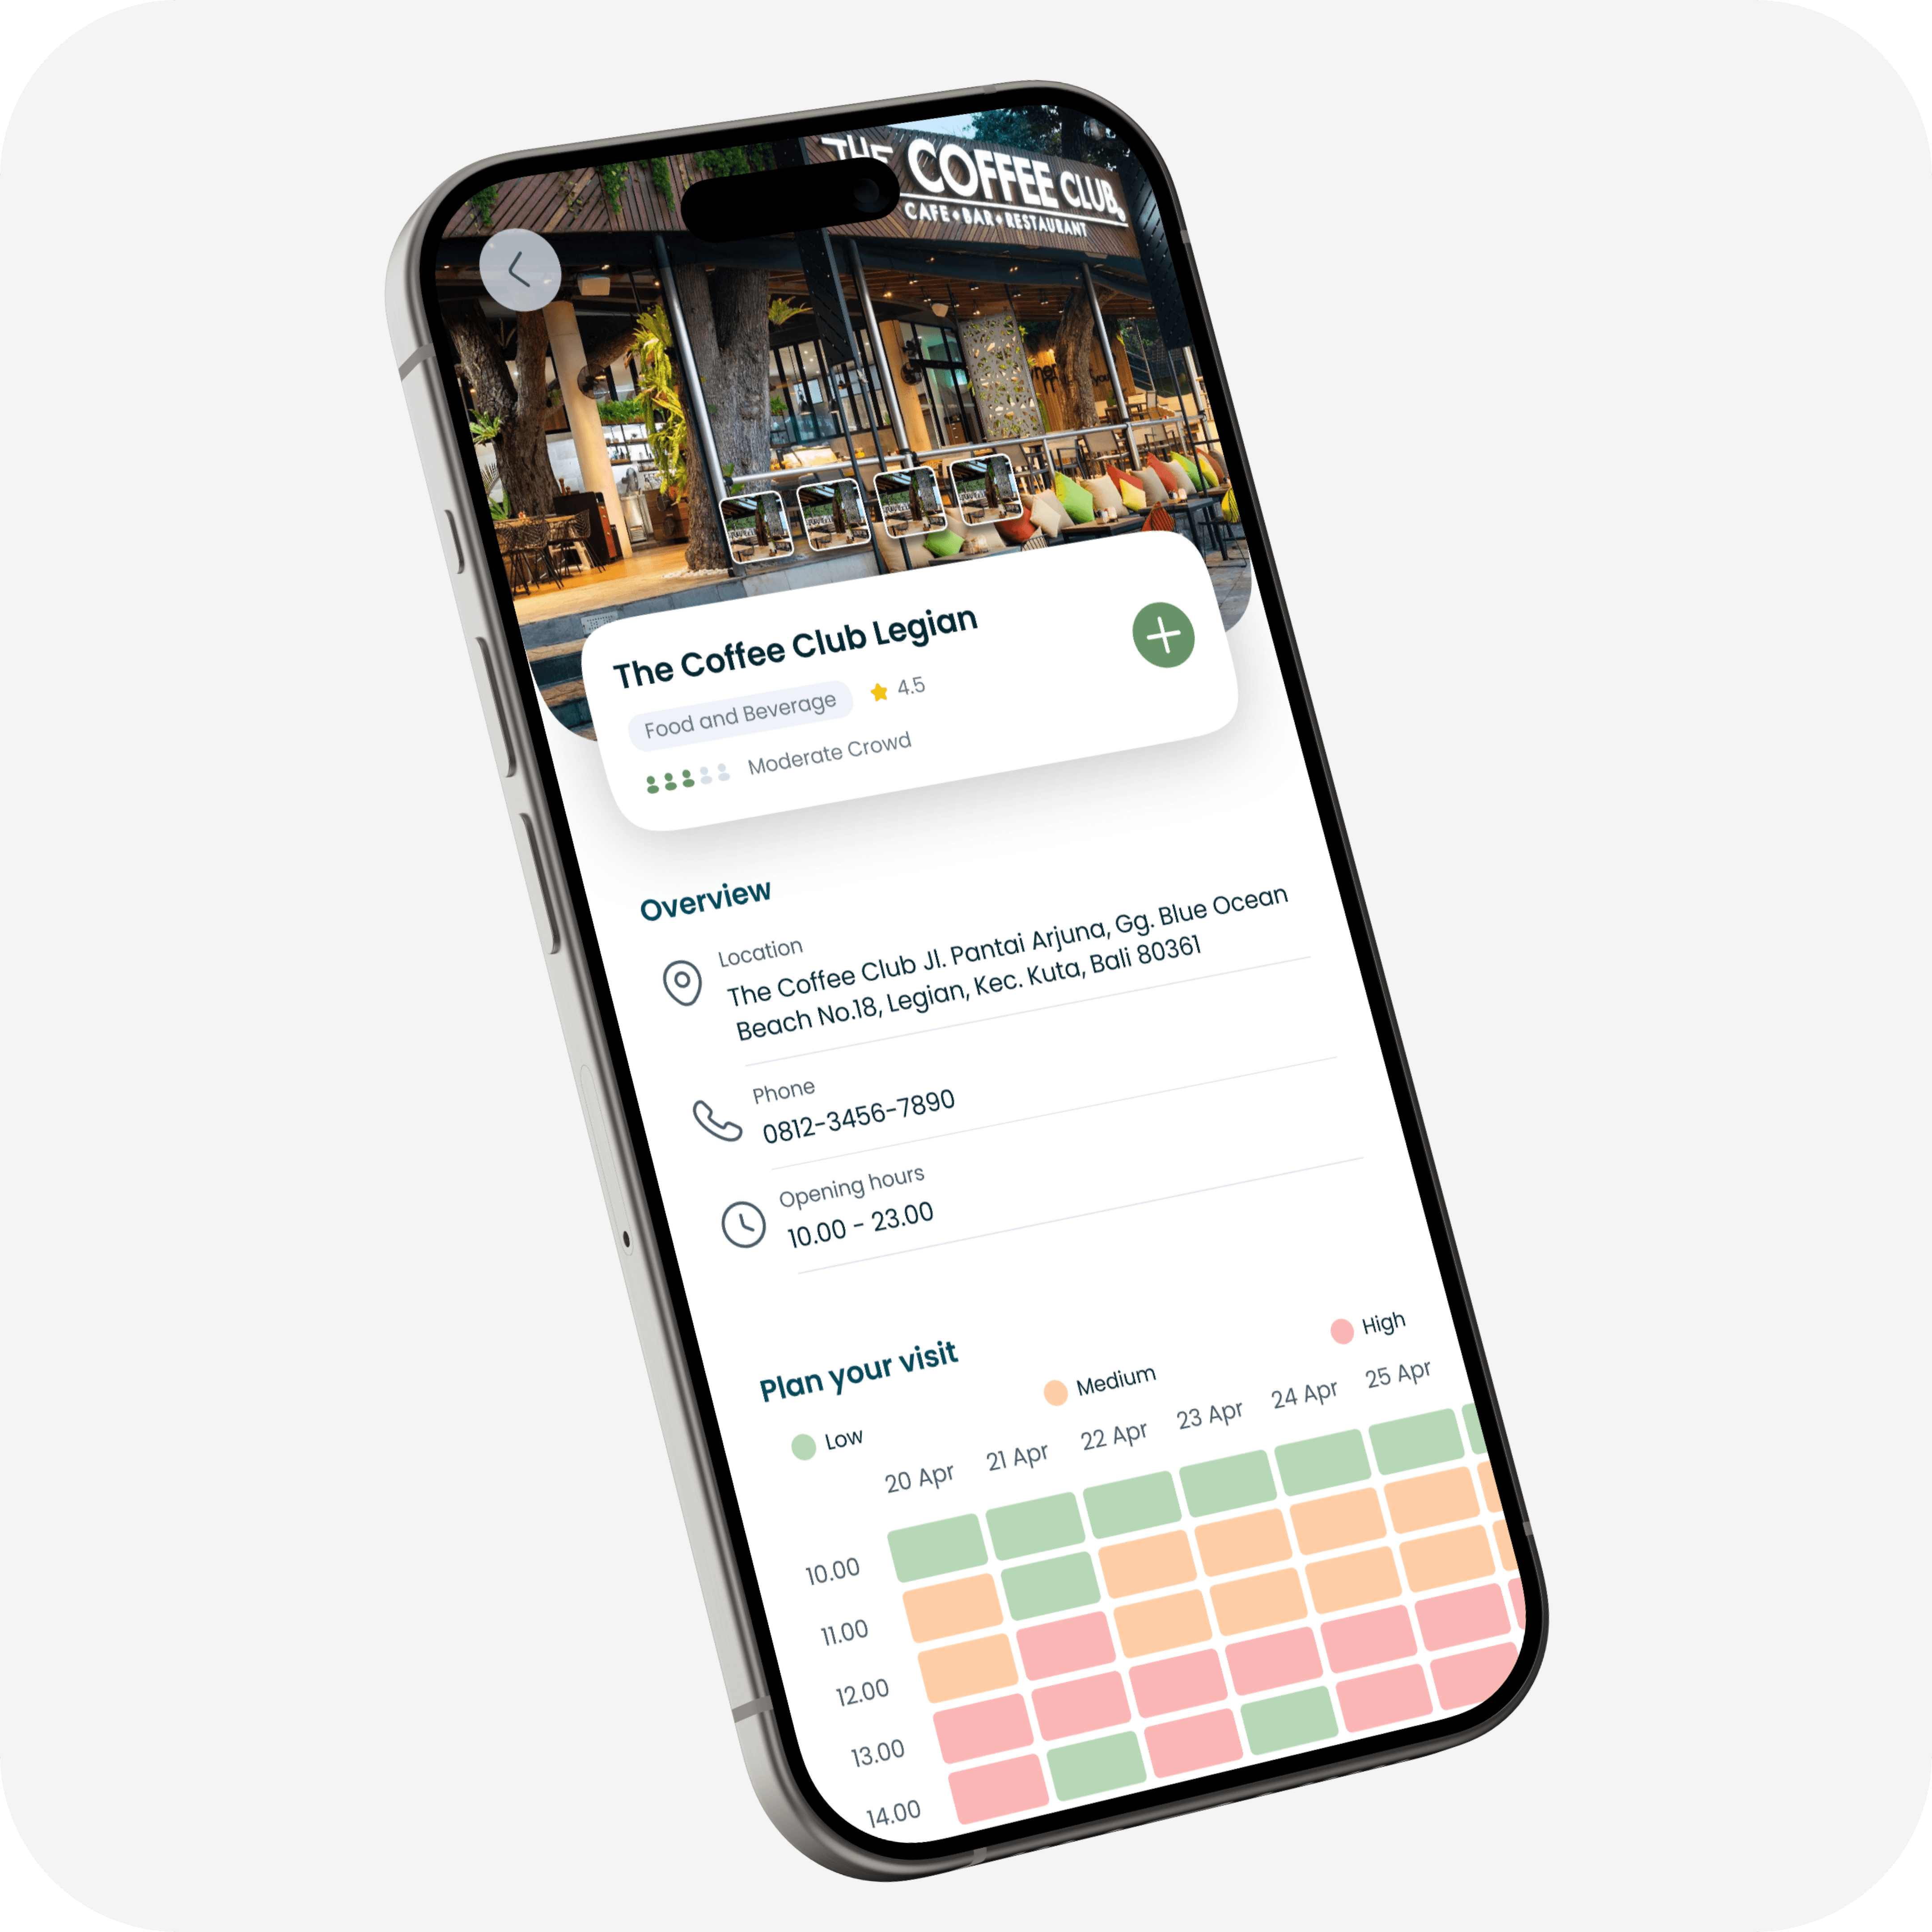 THE COFFEE CLUB
CAFE • BAR • RESTAURANT
The Coffee Club Legian
Food and Beverage
4.5
Moderate Crowd
Overview
Location
The Coffee Club Jl. Pantai Arjuna, Gg. Blue Ocean
Beach No.18, Legian, Kec. Kuta, Bali 80361
Phone
0812-3456-7890
Opening hours
10.00 - 23.00
Plan your visit
Low
Medium
High
20 Apr
21 Apr
22 Apr
23 Apr
24 Apr
25 Apr
10.00
11.00
12.00
13.00
14.00